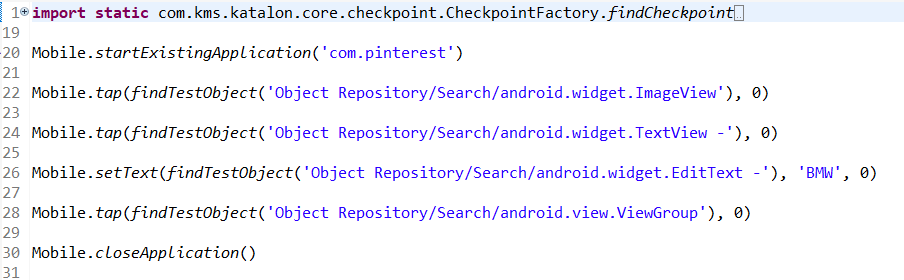 1 import static com.kms.katalon.core.checkpoint.CheckpointFactory.findCheckpoint
19
20 Mobile.startExistingApplication('com.pinterest')
21
22 Mobile.tap(findTestObject('Object Repository/Search/android.widget.ImageView'), 0)
23
24 Mobile.tap(findTestObject('Object Repository/Search/android.widget.TextView -'), 0)
25
26 Mobile.setText(findTestObject('Object Repository/Search/android.widget.EditText -'), 'BMW', 0)
27
28 Mobile.tap(findTestObject('Object Repository/Search/android.view.ViewGroup'), 0)
29
30 Mobile.closeApplication()
31